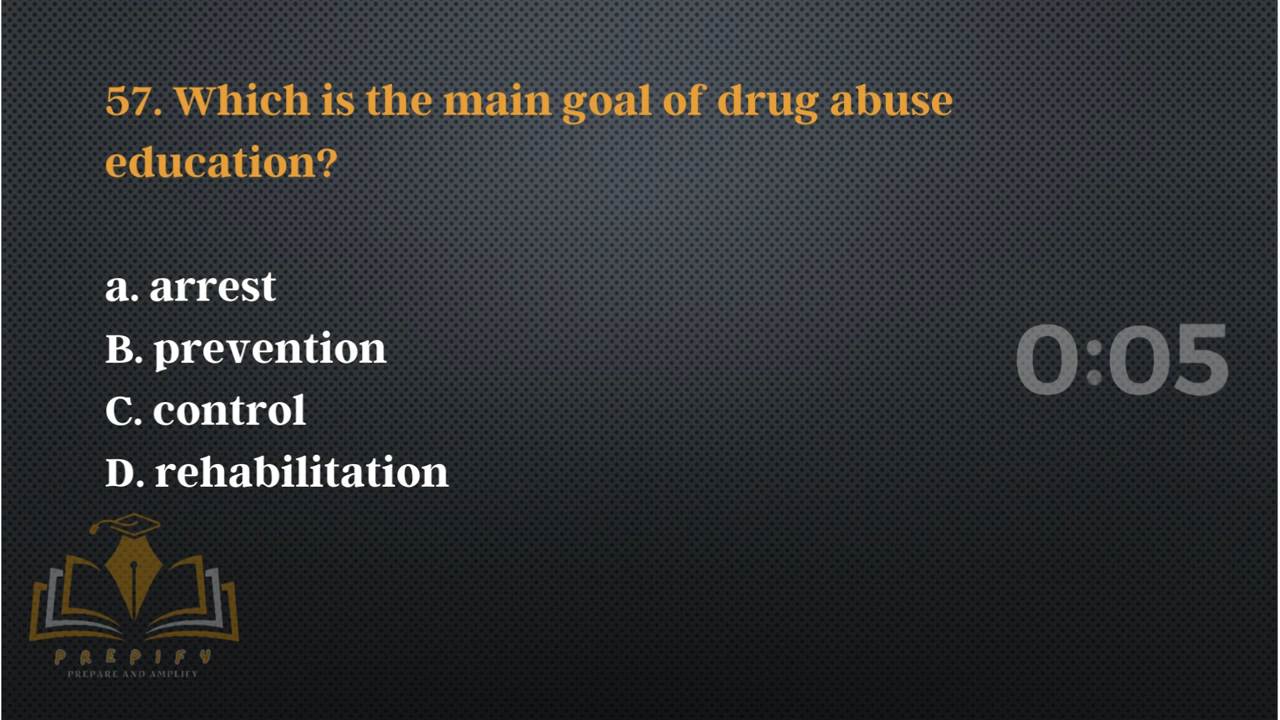 57. Which is the main goal of drug abuse
education?
a. arrest
B. prevention
C. control
D. rehabilitation
0:05
PREPIFY
PREPARE AND AMPLIFY